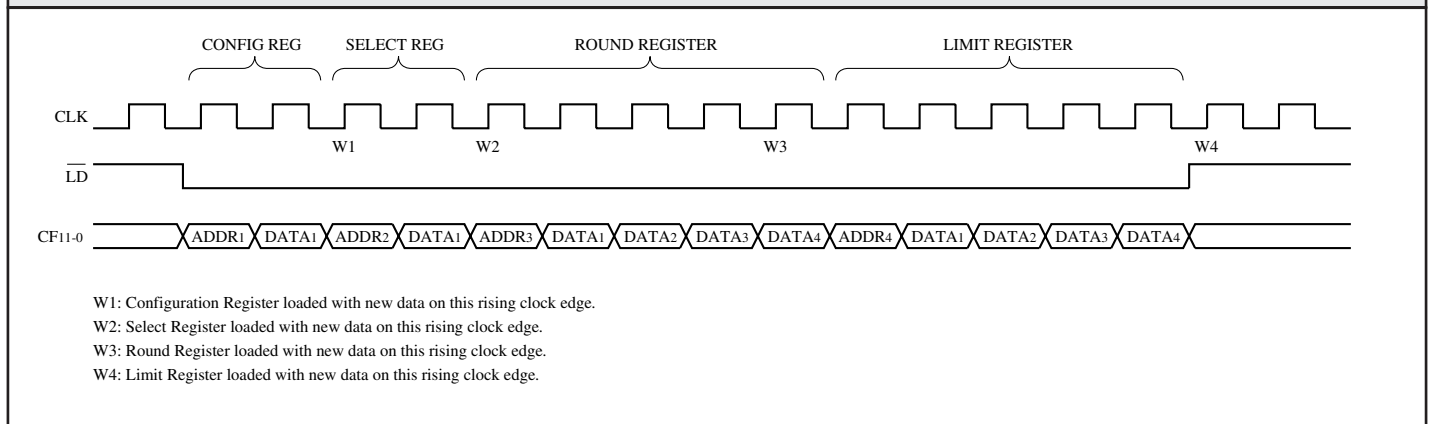 CONFIG REG SELECT REG ROUND REGISTER LIMIT REGISTER
CLK
W1 W2 W3 W4
LD
CF11-0 ADDR1 DATA1 ADDR2 DATA1 ADDR3 DATA1 DATA2 DATA3 DATA4 ADDR4 DATA1 DATA2 DATA3 DATA4
W1: Configuration Register loaded with new data on this rising clock edge.
W2: Select Register loaded with new data on this rising clock edge.
W3: Round Register loaded with new data on this rising clock edge.
W4: Limit Register loaded with new data on this rising clock edge.